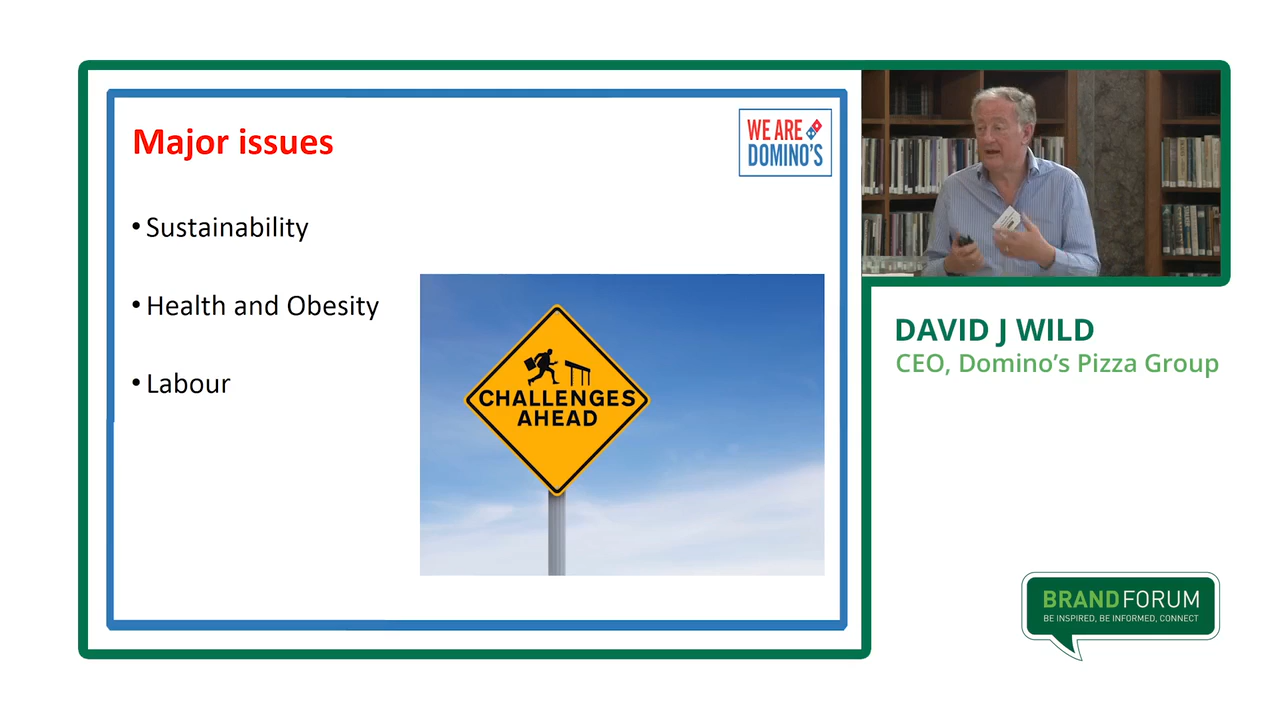 Major issues
WE ARE
DOMINO'S
• Sustainability
• Health and Obesity
• Labour
CHALLENGES
AHEAD
DAVID J WILD
CEO, Domino's Pizza Group
BRANDFORUM
BE INSPIRED, BE INFORMED, CONNECT